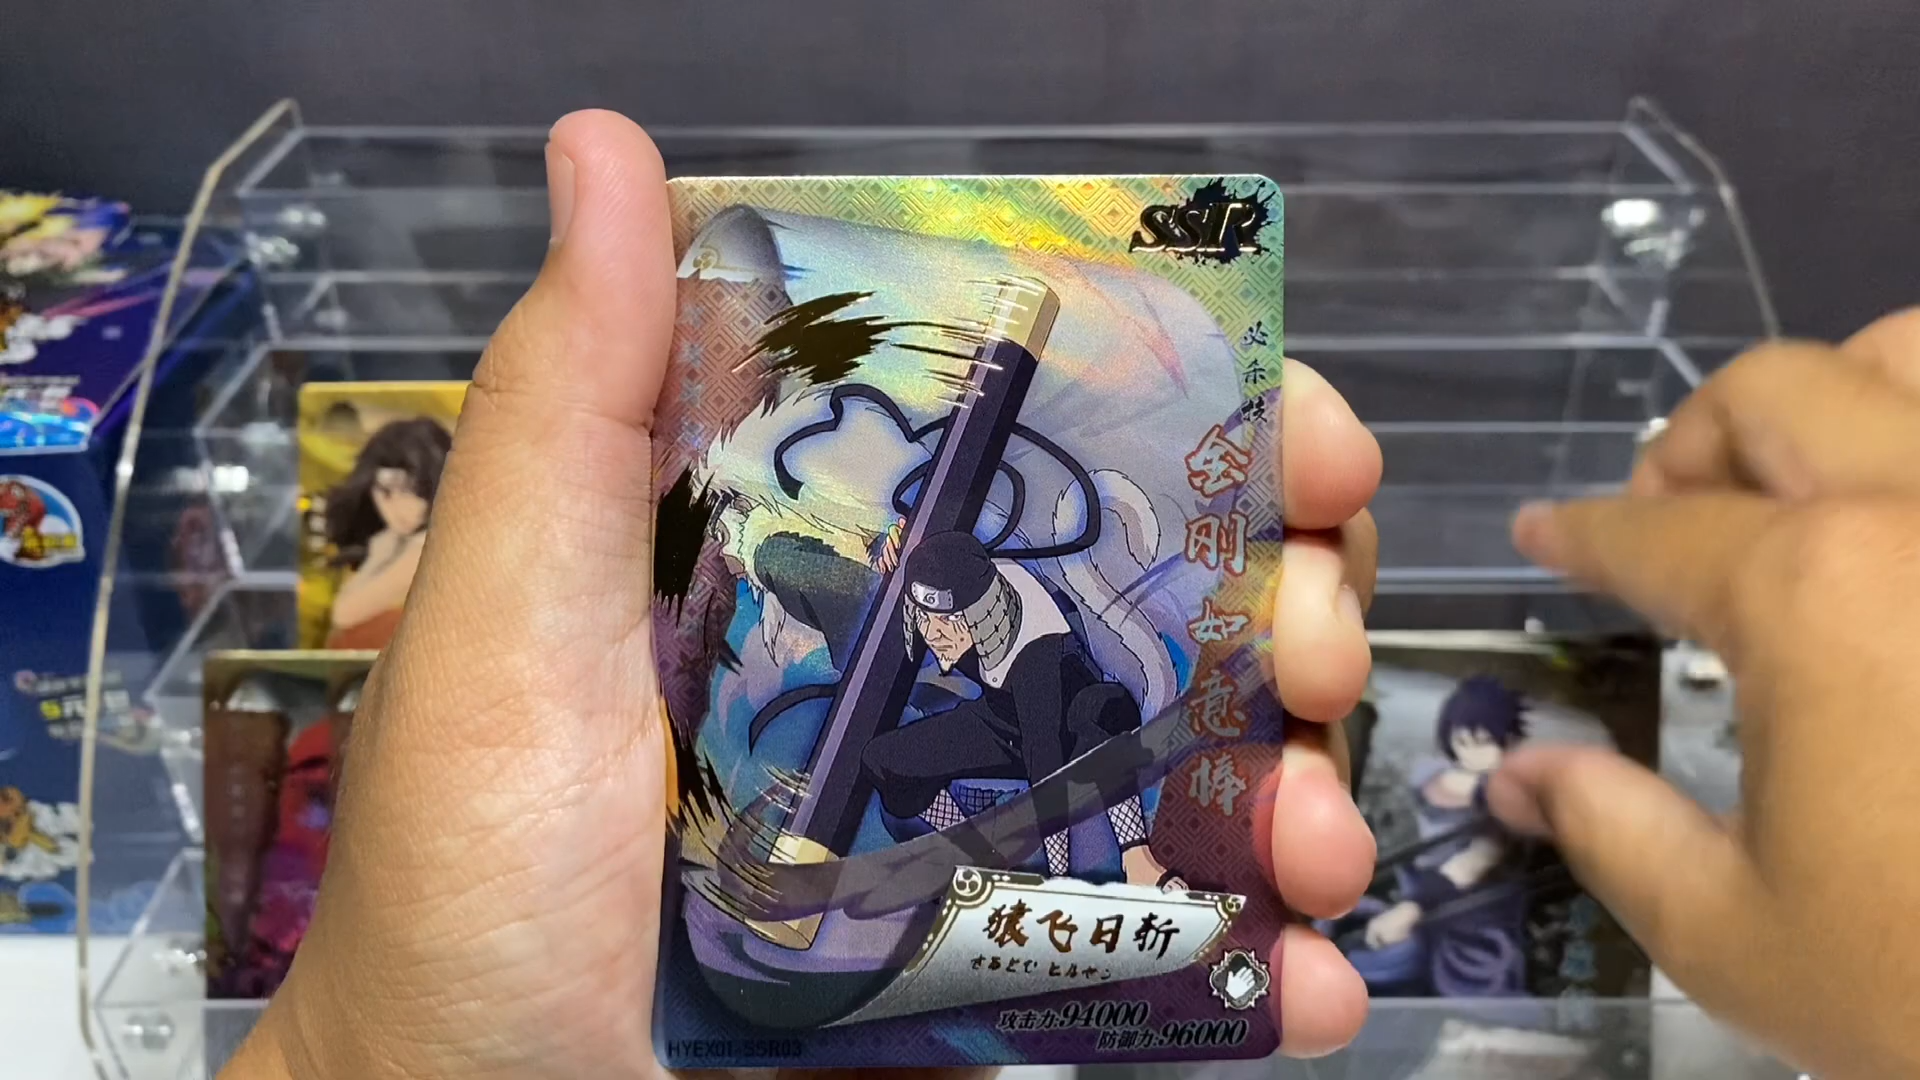 SSR
必杀技
金刚如意棒
猿飞日斩
さるとび ヒルゼン
攻击力:94000
防御力:96000
HYEX01-SSR03